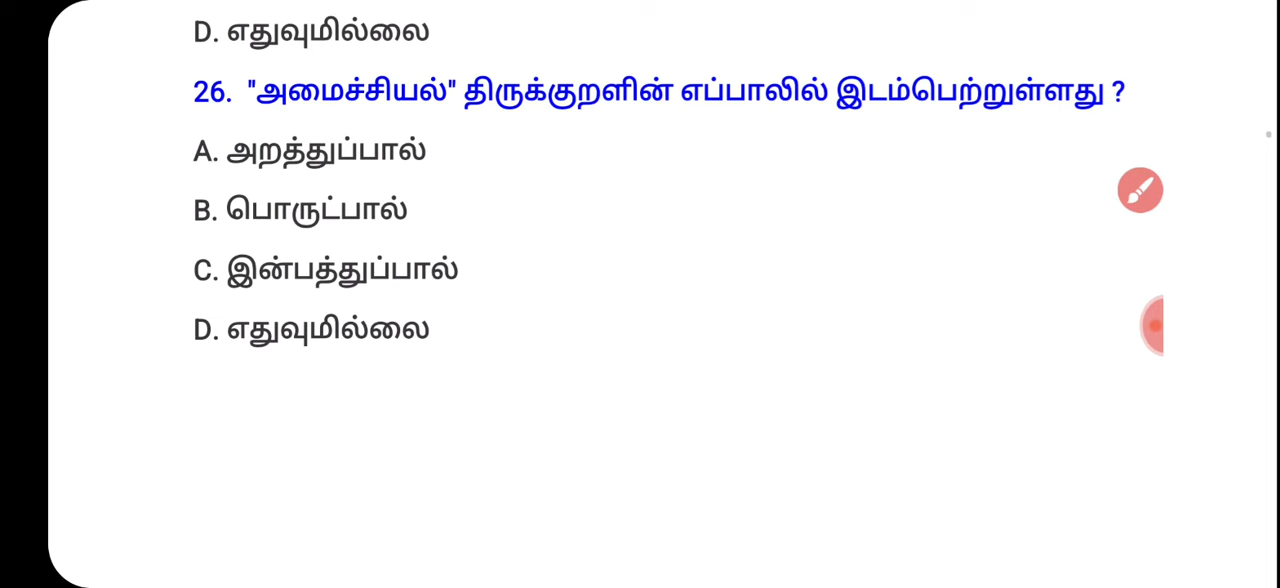 D. எதுவுமில்லை
26. "அமைச்சியல்" திருக்குறளின் எப்பாலில் இடம்பெற்றுள்ளது ?
A. அறத்துப்பால்
B. பொருட்பால்
C. இன்பத்துப்பால்
D. எதுவுமில்லை